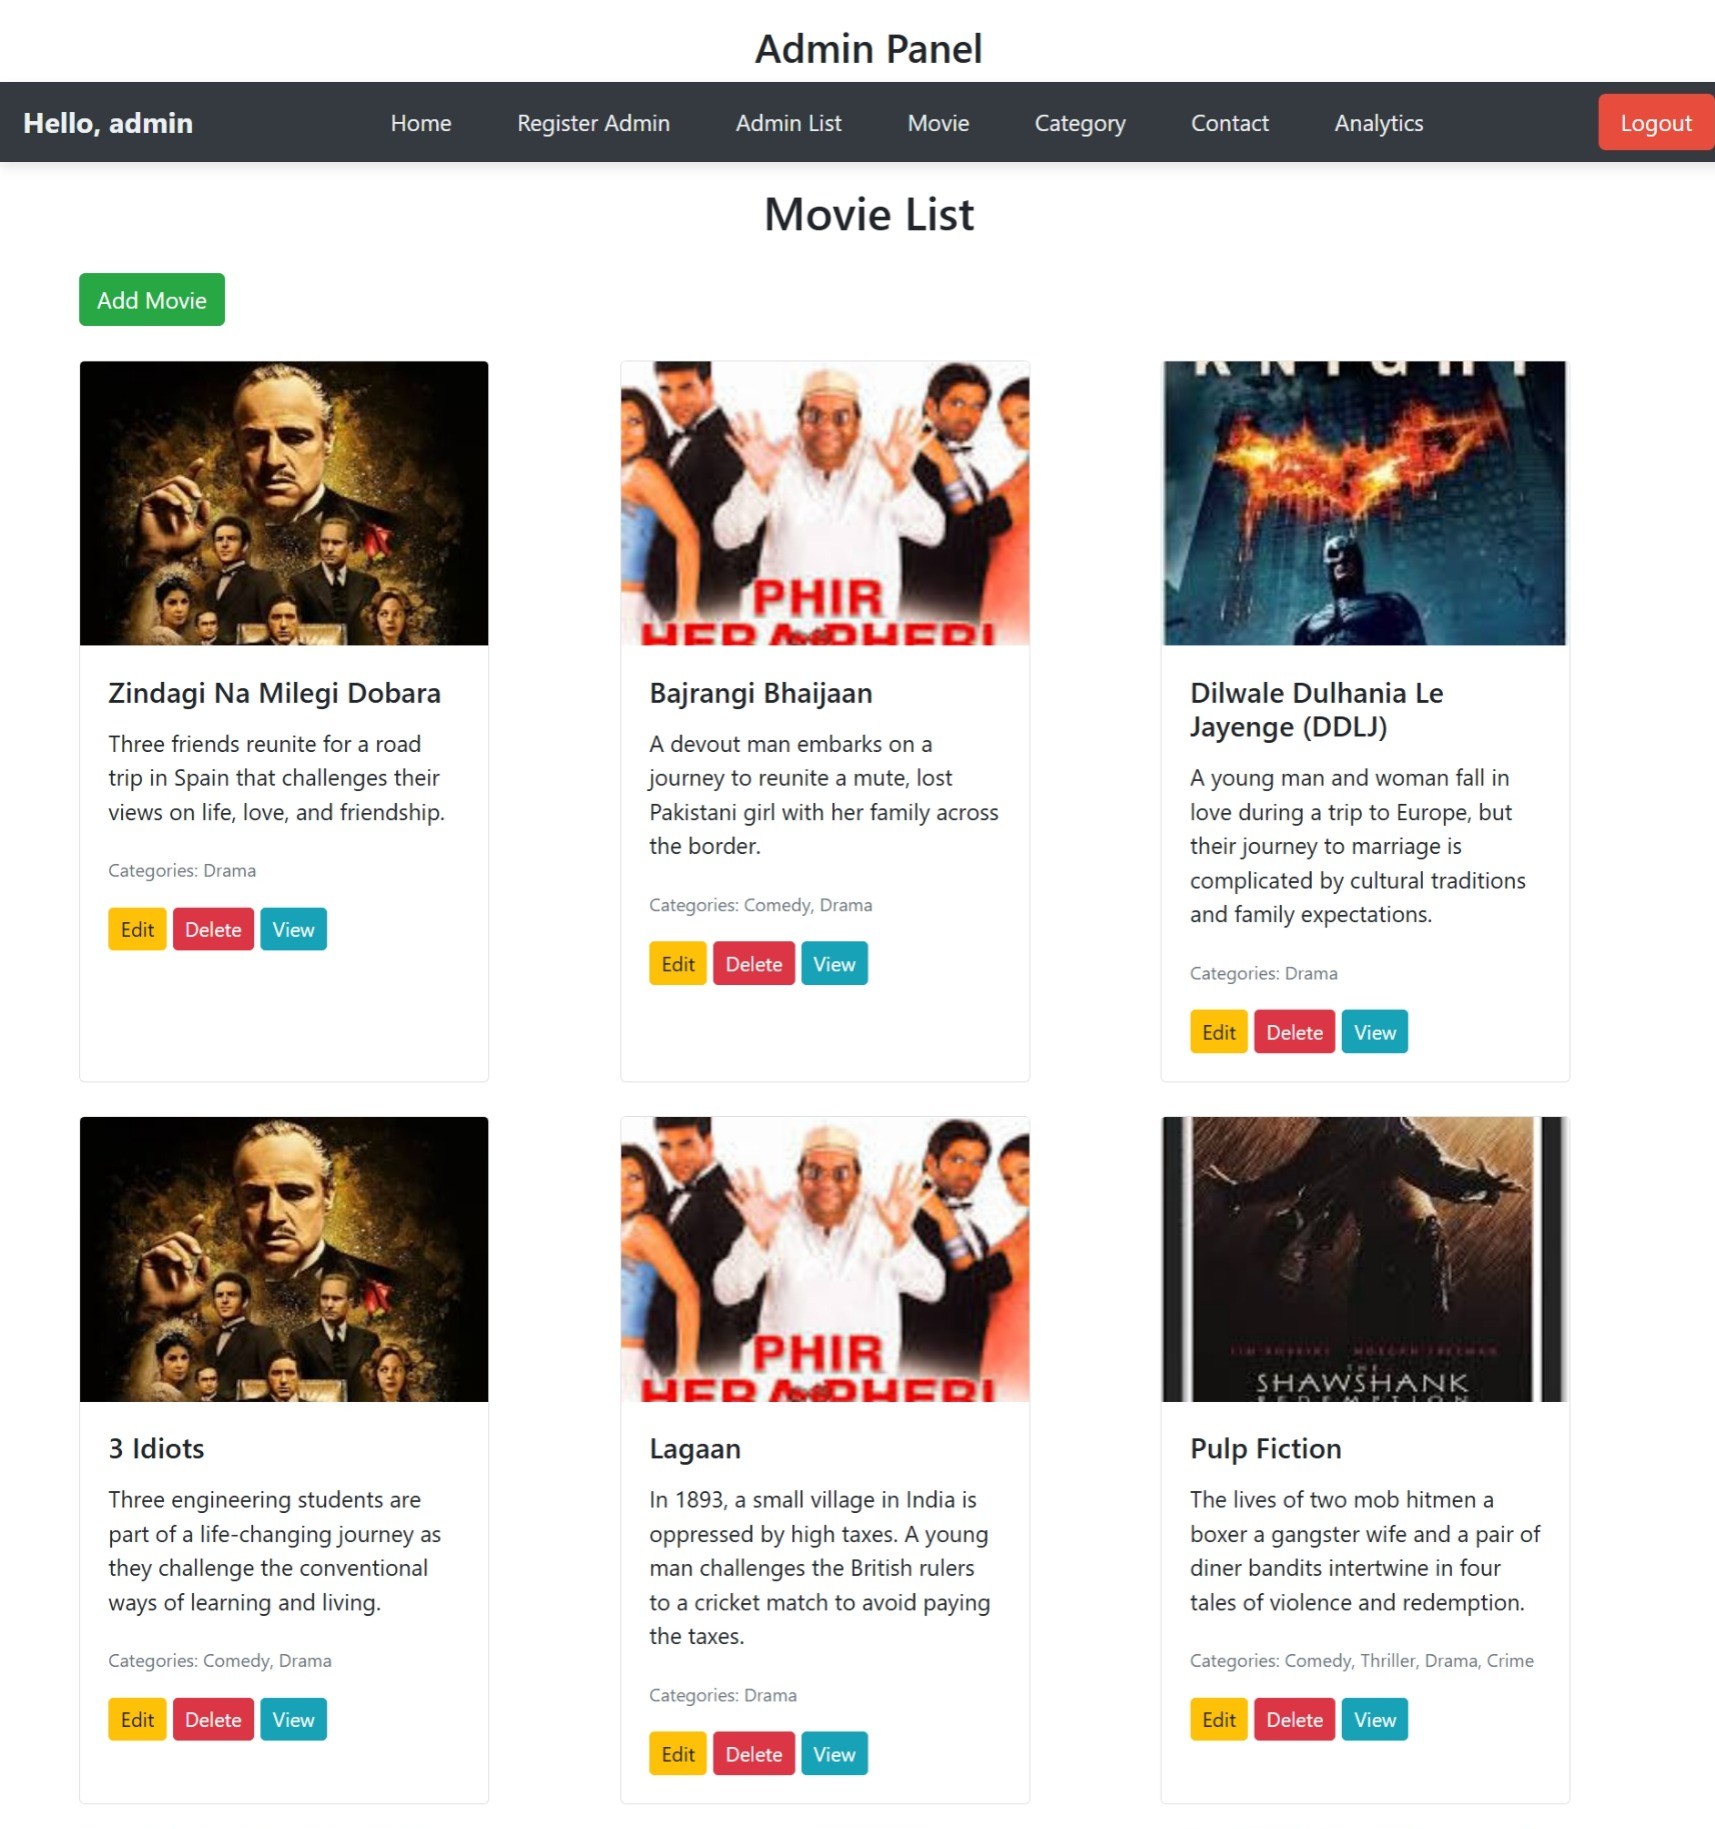 Admin Panel
Hello, admin Home Register Admin Admin List Movie Category Contact Analytics Logout
Movie List
Add Movie
KNIGHT
PHIR
HERA PHERI
Zindagi Na Milegi Dobara
Three friends reunite for a road
trip in Spain that challenges their
views on life, love, and friendship.
Categories: Drama
Edit Delete View
Bajrangi Bhaijaan
A devout man embarks on a
journey to reunite a mute, lost
Pakistani girl with her family across
the border.
Categories: Comedy, Drama
Edit Delete View
Dilwale Dulhania Le
Jayenge (DDLJ)
A young man and woman fall in
love during a trip to Europe, but
their journey to marriage is
complicated by cultural traditions
and family expectations.
Categories: Drama
Edit Delete View
PHIR
HERA PHERI
TIM ROBBINS MORGAN FREEMAN
THE
SHAWSHANK
REDEMPTION
3 Idiots
Three engineering students are
part of a life-changing journey as
they challenge the conventional
ways of learning and living.
Categories: Comedy, Drama
Edit Delete View
Lagaan
In 1893, a small village in India is
oppressed by high taxes. A young
man challenges the British rulers
to a cricket match to avoid paying
the taxes.
Categories: Drama
Edit Delete View
Pulp Fiction
The lives of two mob hitmen a
boxer a gangster wife and a pair of
diner bandits intertwine in four
tales of violence and redemption.
Categories: Comedy, Thriller, Drama, Crime
Edit Delete View